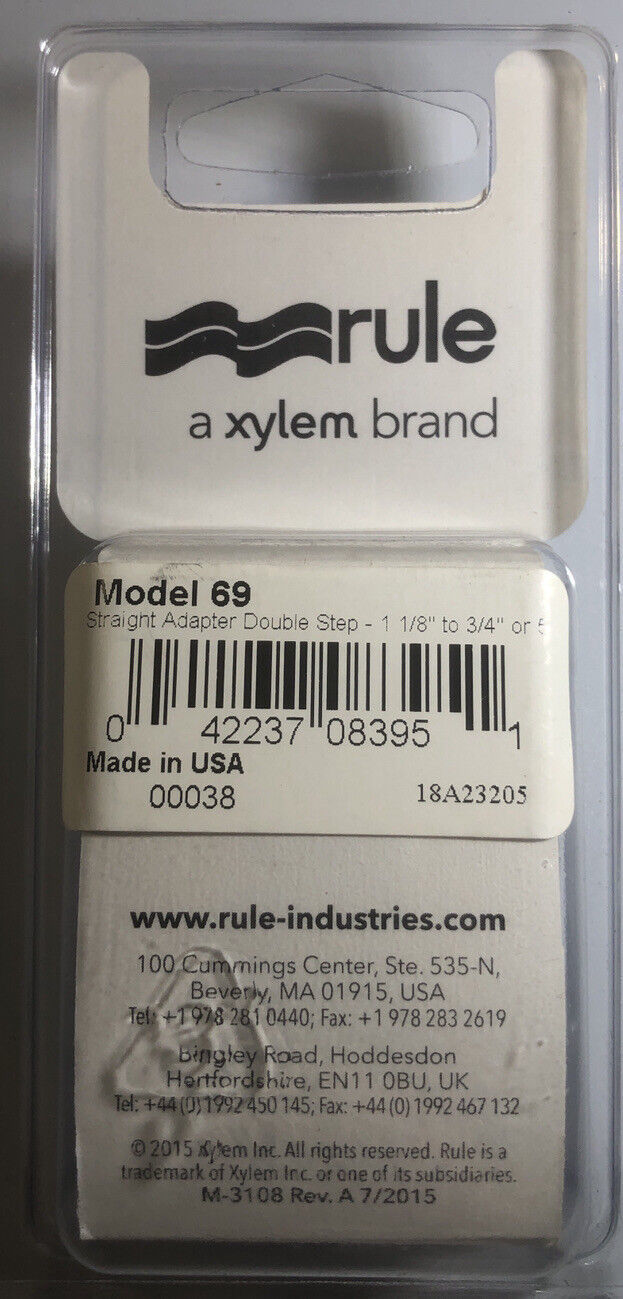 rule
a xylem brand
Model 69
Straight Adapter Double Step - 1 1/8" to 3/4" or
0 42237 08395 1
Made in USA
00038 18A23205
www.rule-industries.com
100 Cummings Center, Ste. 535-N,
Beverly, MA 01915, USA
Tel: +1 978 281 0440; Fax: +1 978 283 2619
Bingley Road, Hoddesdon
Hertfordshire, EN11 0BU, UK
Tel: +44 (0) 1992 450 145; Fax: +44 (0) 1992 467 132
© 2015 Xylem Inc. All rights reserved. Rule is a
trademark of Xylem Inc. or one of its subsidiaries.
M-3108 Rev. A 7/2015